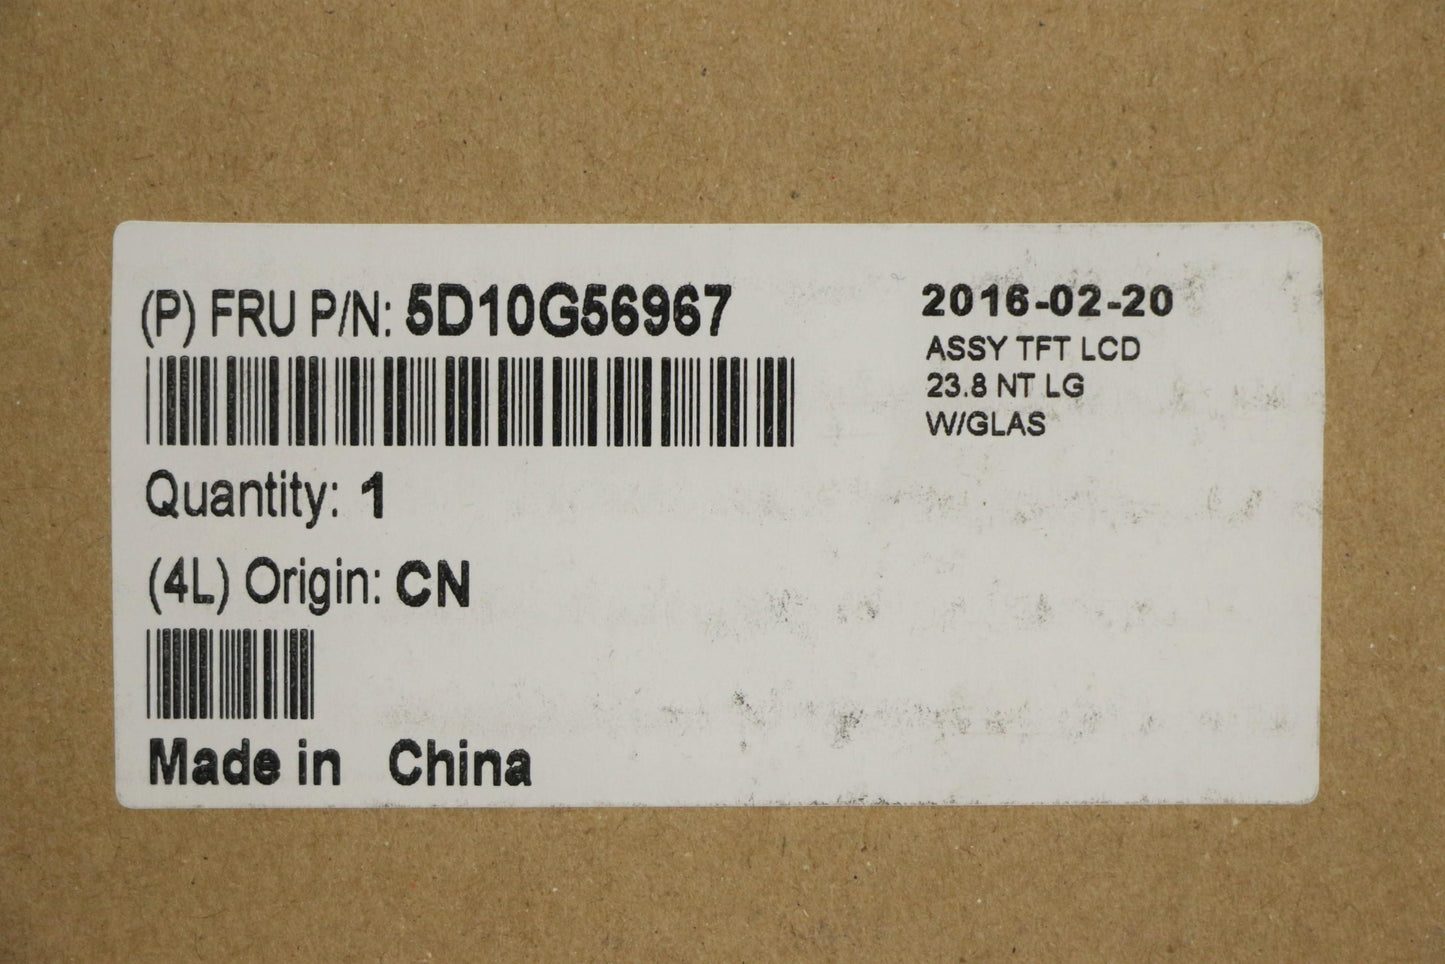 (P) FRU P/N: 5D10G56967
2016-02-20
ASSY TFT LCD
23.8 NT LG
W/GLAS
Quantity: 1
(4L) Origin: CN
Made in China